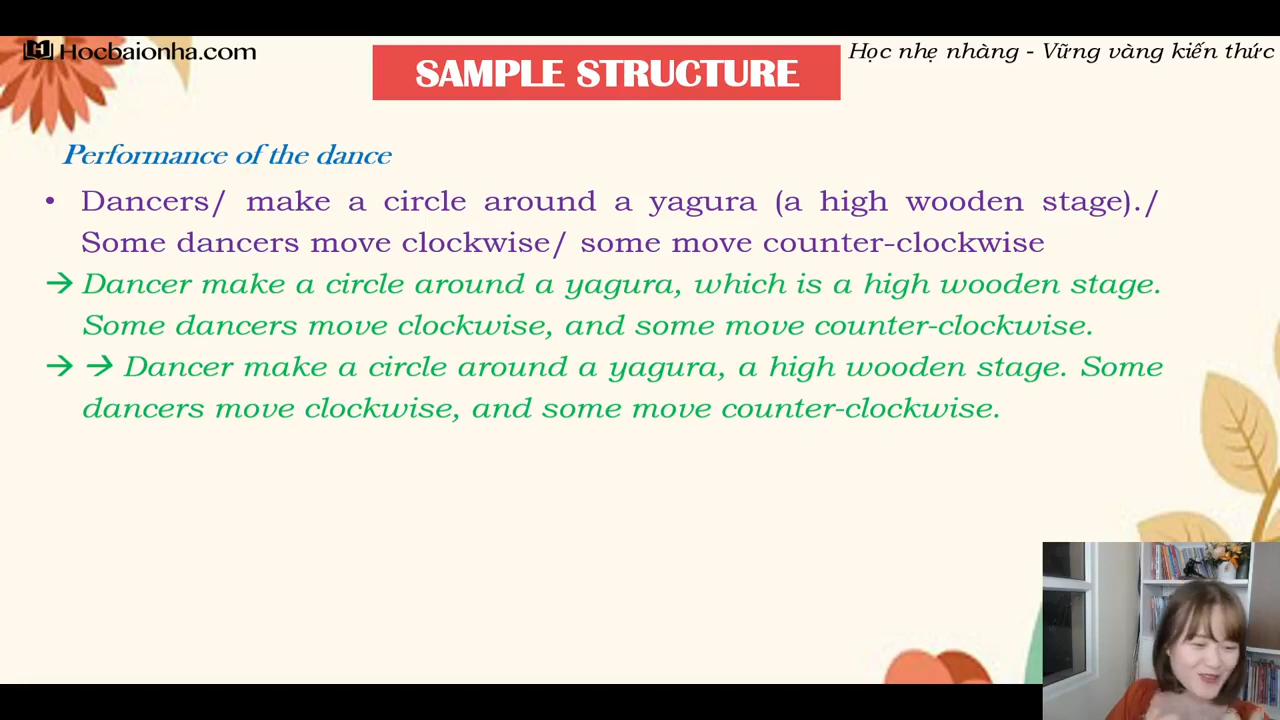 Hocbaionha.com
Học nhẹ nhàng - Vững vàng kiến thức
SAMPLE STRUCTURE
Performance of the dance
• Dancers/ make a circle around a yagura (a high wooden stage)./
Some dancers move clockwise/ some move counter-clockwise
→ Dancer make a circle around a yagura, which is a high wooden stage.
Some dancers move clockwise, and some move counter-clockwise.
→ → Dancer make a circle around a yagura, a high wooden stage. Some
dancers move clockwise, and some move counter-clockwise.